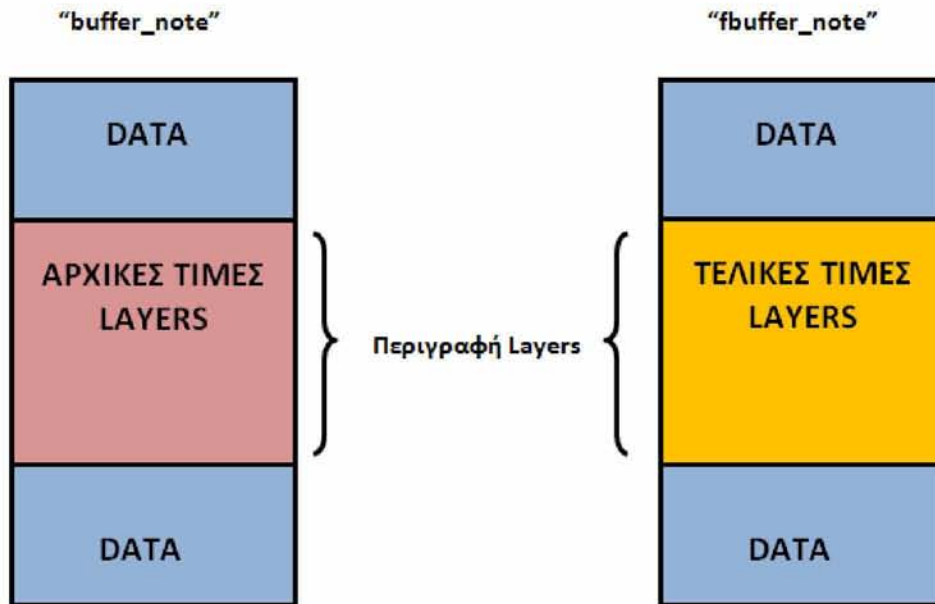 “buffer_note”
“fbuffer_note”
DATA
DATA
ΑΡΧΙΚΕΣ ΤΙΜΕΣ
LAYERS
Περιγραφή Layers
ΤΕΛΙΚΕΣ ΤΙΜΕΣ
LAYERS
DATA
DATA